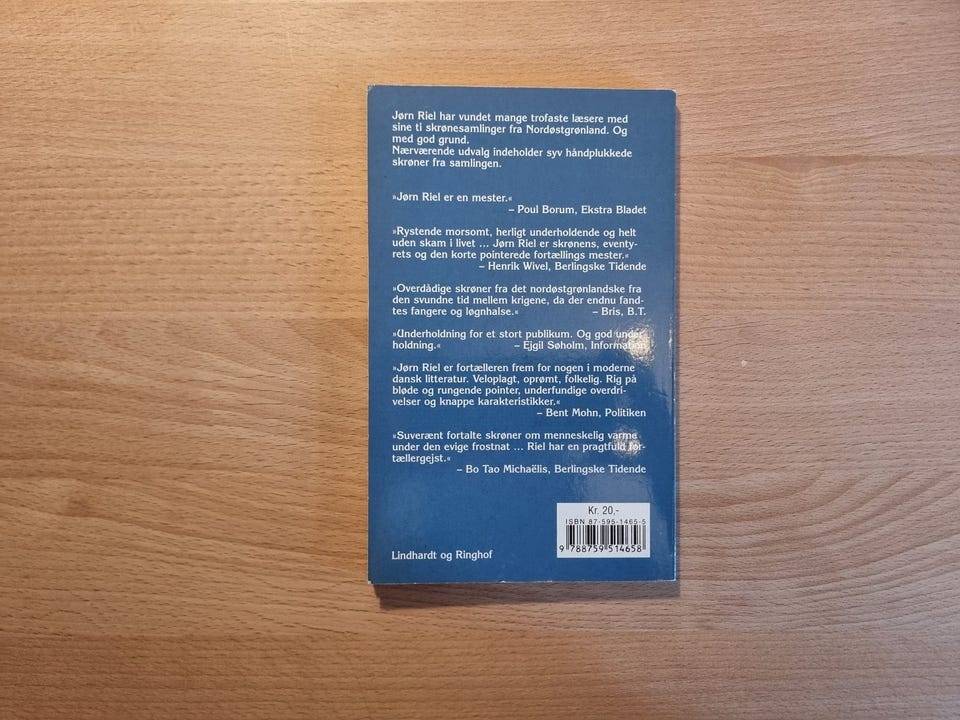 Jørn Riel har vundet mange trofaste læsere med
sine ti skrønesamlinger fra Nordøstgrønland. Og
med god grund.
Nærværende udvalg indeholder syv håndplukkede
skrøner fra samlingen.
»Jørn Riel er en mester.«
– Poul Borum, Ekstra Bladet
»Rystende morsomt, herligt underholdende og helt
uden skam i livet ... Jørn Riel er skrønens, eventy-
rets og den korte pointerede fortællings mester.«
– Henrik Wivel, Berlingske Tidende
»Overdådige skrøner fra det nordøstgrønlandske fra
den svundne tid mellem krigene, da der endnu fand-
tes fangere og løgnhalse.« – Bris, B.T.
»Underholdning for et stort publikum. Og god under-
holdning.« – Ejgil Søholm, Information
»Jørn Riel er fortælleren frem for nogen i moderne
dansk litteratur. Veloplagt, oprømt, folkelig. Rig på
bløde og rungende pointer, underfundige overdri-
velser og knappe karakteristikker.«
– Bent Mohn, Politiken
»Suverænt fortalte skrøner om menneskelig varme
under den evige frostnat ... Riel har en pragtfuld for-
tællergejst.«
– Bo Tao Michaëlis, Berlingske Tidende
Kr. 20,-
ISBN 87-595-1465-5
9 788759 514658
Lindhardt og Ringhof